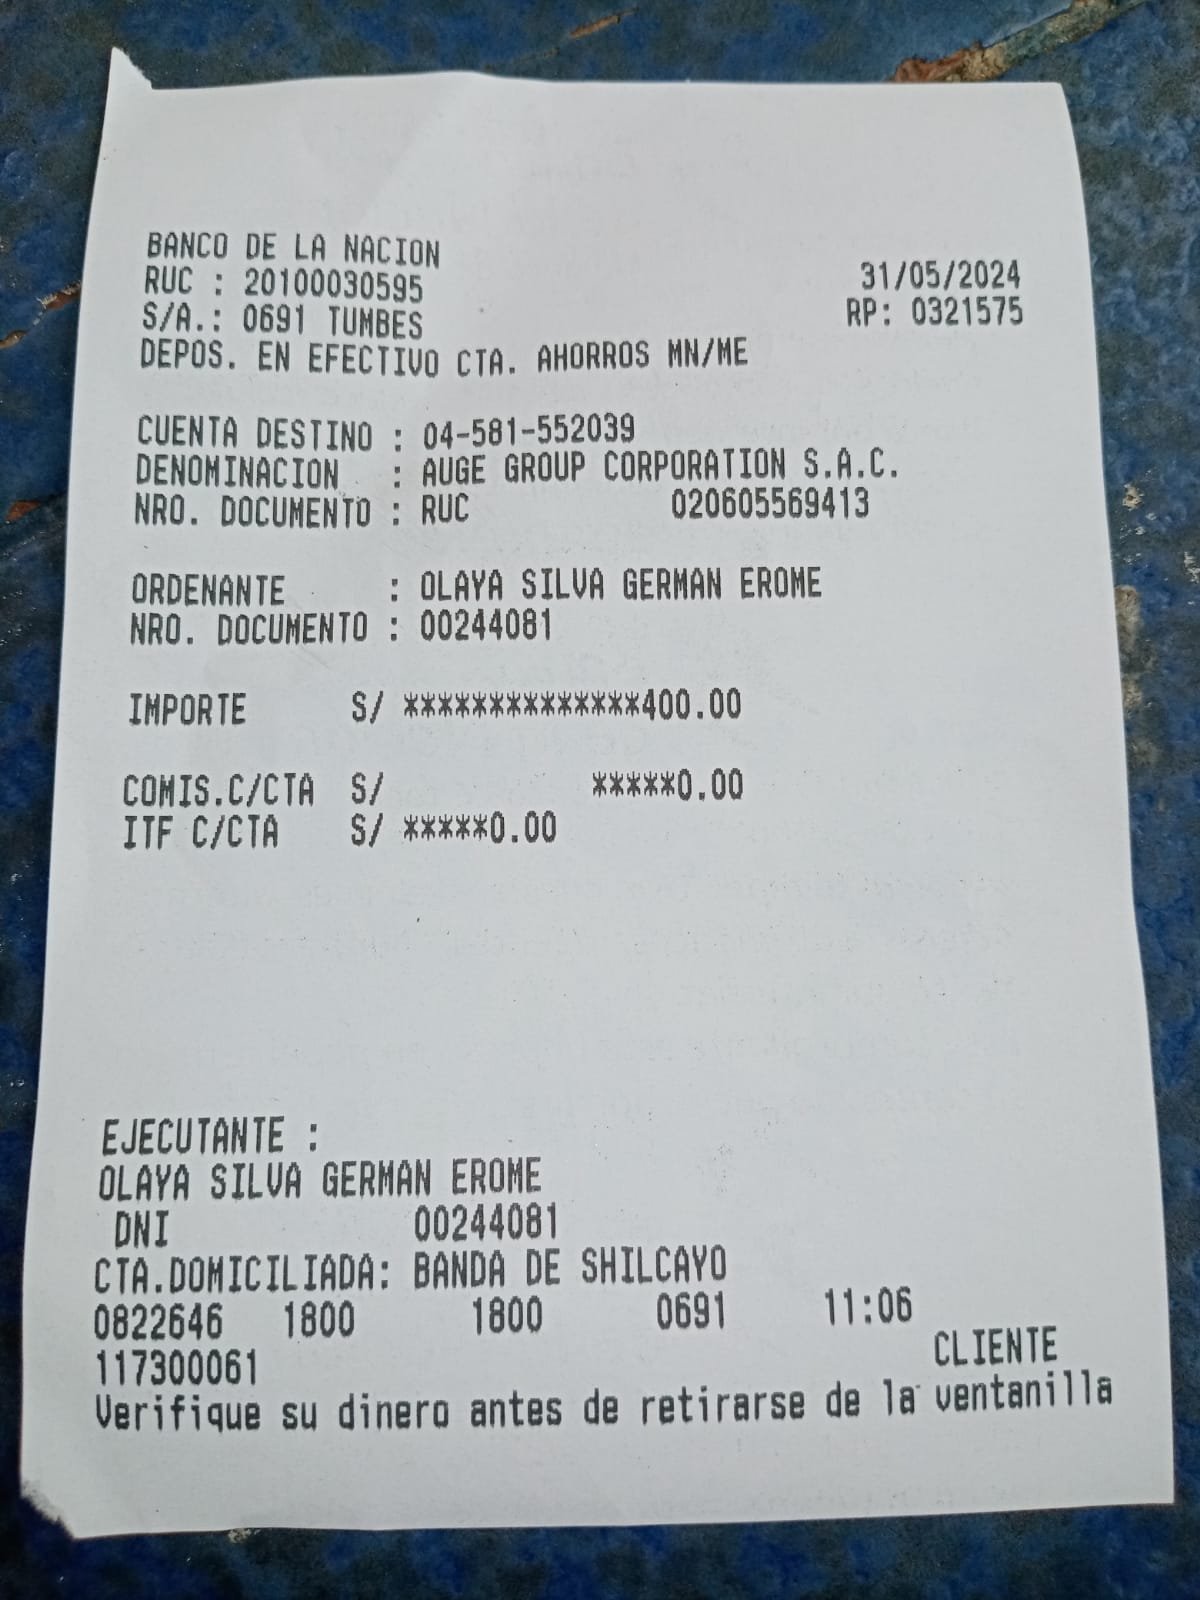 BANCO DE LA NACION
RUC : 20100030595 31/05/2024
S/A.: 0691 TUMBES RP: 0321575
DEPOS. EN EFECTIVO CTA. AHORROS MN/ME
CUENTA DESTINO : 04-581-552039
DENOMINACION : AUGE GROUP CORPORATION S.A.C.
NRO. DOCUMENTO : RUC 020605569413
ORDENANTE : OLAYA SILVA GERMAN EROME
NRO. DOCUMENTO : 00244081
IMPORTE S/ **************400.00
COMIS.C/CTA S/ *****0.00
ITF C/CTA S/ *****0.00
EJECUTANTE :
OLAYA SILVA GERMAN EROME
DNI 00244081
CTA.DOMICILIADA: BANDA DE SHILCAYO
0822646 1800 1800 0691 11:06
117300061 CLIENTE
Verifique su dinero antes de retirarse de la ventanilla